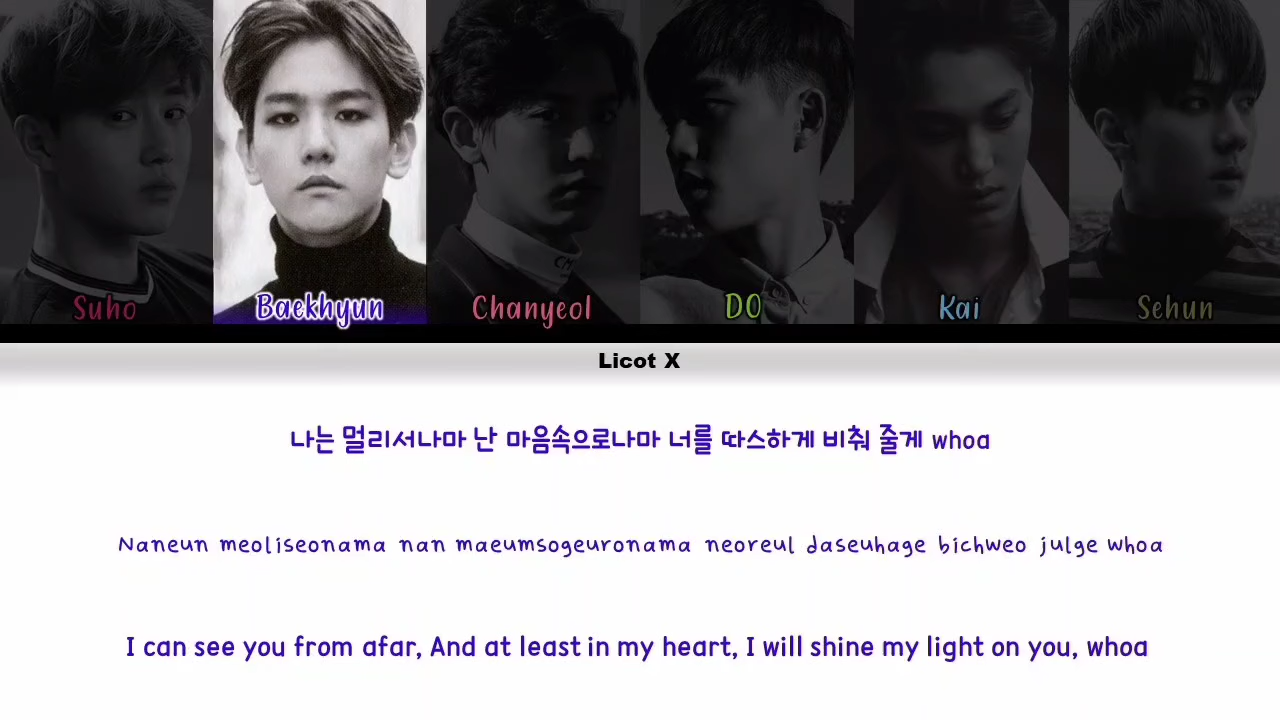 Suho
Baekhyun
Chanyeol
DO
Kai
Sehun
Licot X
나는 멀리서나마 난 마음속으로나마 너를 따스하게 비춰 줄게 whoa
Naneun meoliseonama nan maeumsogeuronama neoreul daseuhage bichweo julge whoa
I can see you from afar, And at least in my heart, I will shine my light on you, whoa